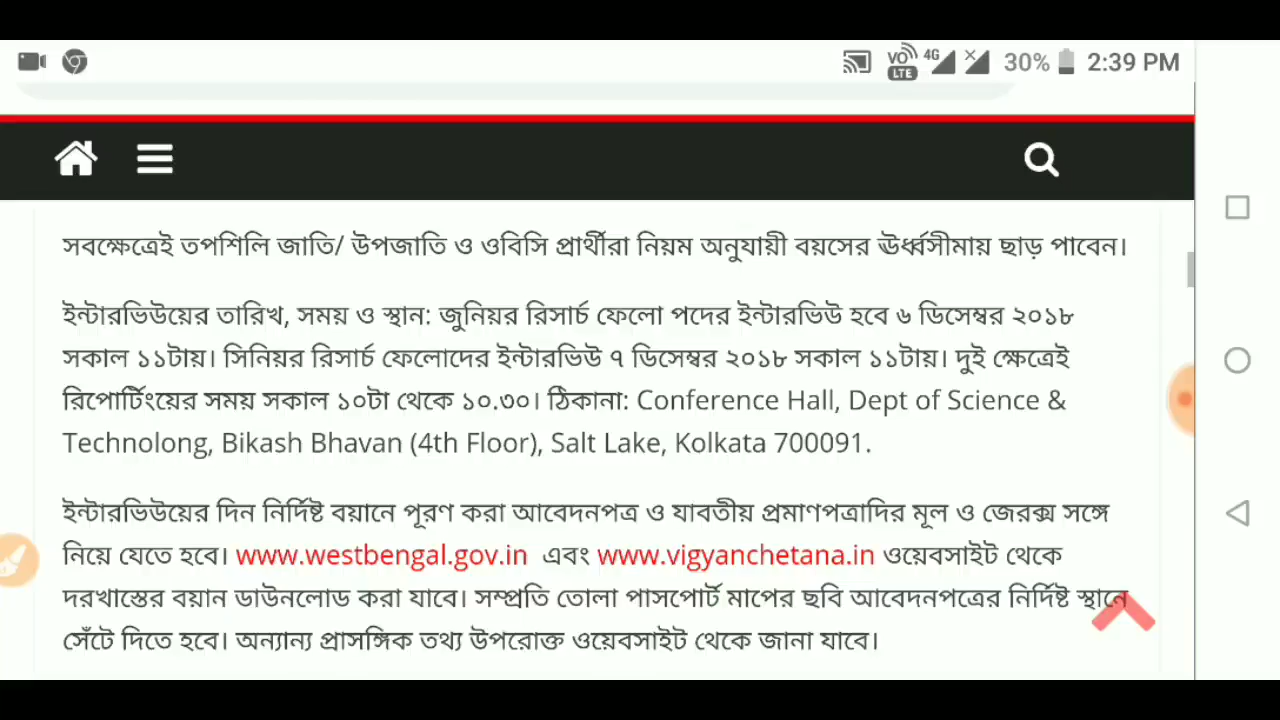 VO LTE 4G 30% 2:39 PM
সবক্ষেত্রেই তপশিলি জাতি/ উপজাতি ও ওবিসি প্রার্থীরা নিয়ম অনুযায়ী বয়সের ঊর্ধ্বসীমায় ছাড় পাবেন।
ইন্টারভিউয়ের তারিখ, সময় ও স্থান: জুনিয়র রিসার্চ ফেলো পদের ইন্টারভিউ হবে ৬ ডিসেম্বর ২০১৮
সকাল ১১টায়। সিনিয়র রিসার্চ ফেলোদের ইন্টারভিউ ৭ ডিসেম্বর ২০১৮ সকাল ১১টায়। দুই ক্ষেত্রেই
রিপোর্টিংয়ের সময় সকাল ১০টা থেকে ১০.৩০। ঠিকানা: Conference Hall, Dept of Science &
Technolong, Bikash Bhavan (4th Floor), Salt Lake, Kolkata 700091.
ইন্টারভিউয়ের দিন নির্দিষ্ট বয়ানে পূরণ করা আবেদনপত্র ও যাবতীয় প্রমাণপত্রাদির মূল ও জেরক্স সঙ্গে
নিয়ে যেতে হবে। www.westbengal.gov.in এবং www.vigyanchetana.in ওয়েবসাইট থেকে
দরখাস্তের বয়ান ডাউনলোড করা যাবে। সম্প্রতি তোলা পাসপোর্ট মাপের ছবি আবেদনপত্রের নির্দিষ্ট স্থানে
সেঁটে দিতে হবে। অন্যান্য প্রাসঙ্গিক তথ্য উপরোক্ত ওয়েবসাইট থেকে জানা যাবে।